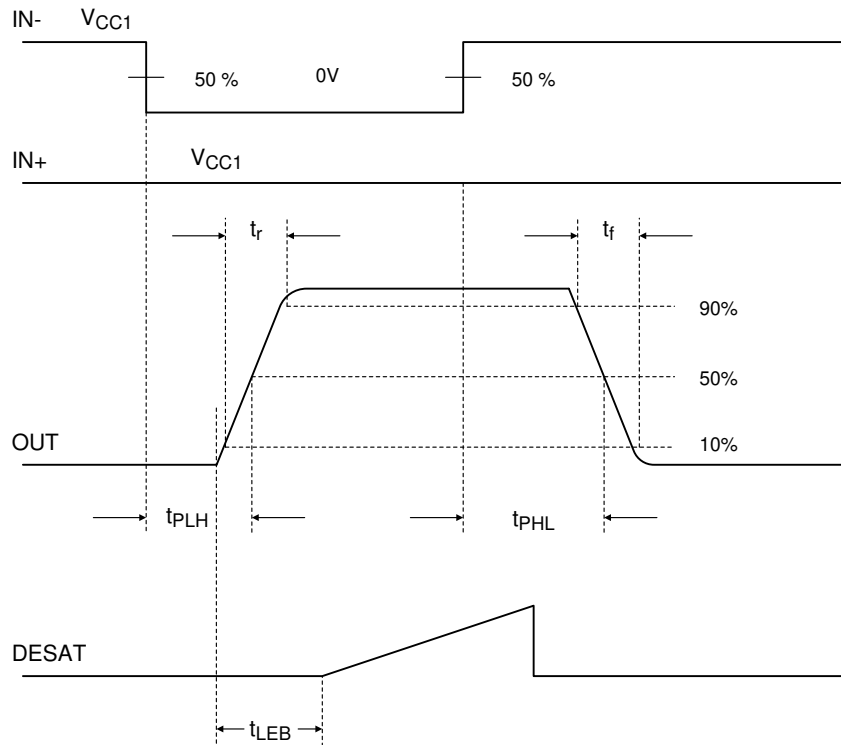 IN- VCC1
50 % 0V 50 %
IN+ VCC1
tr tf
90%
50%
OUT 10%
tPLH tPHL
DESAT
tLEB